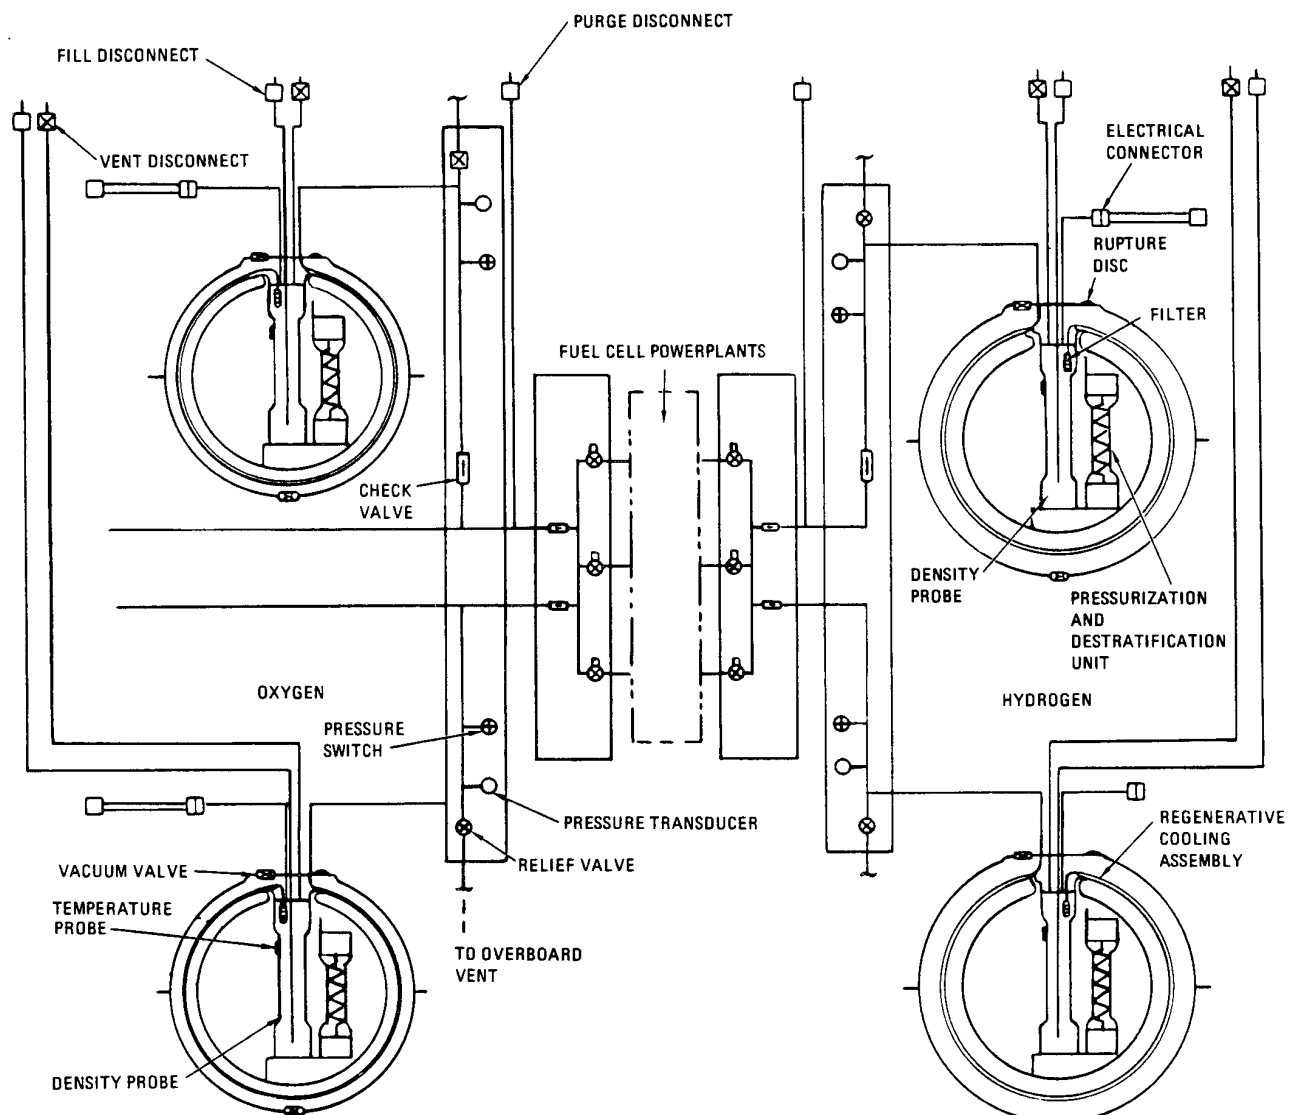 PURGE DISCONNECT
FILL DISCONNECT
VENT DISCONNECT
ELECTRICAL
CONNECTOR
RUPTURE
DISC
FILTER
FUEL CELL POWERPLANTS
CHECK
VALVE
DENSITY
PROBE
PRESSURIZATION
AND
DESTRATIFICATION
UNIT
OXYGEN
HYDROGEN
PRESSURE
SWITCH
PRESSURE TRANSDUCER
RELIEF VALVE
REGENERATIVE
COOLING
ASSEMBLY
VACUUM VALVE
TEMPERATURE
PROBE
TO OVERBOARD
VENT
DENSITY PROBE